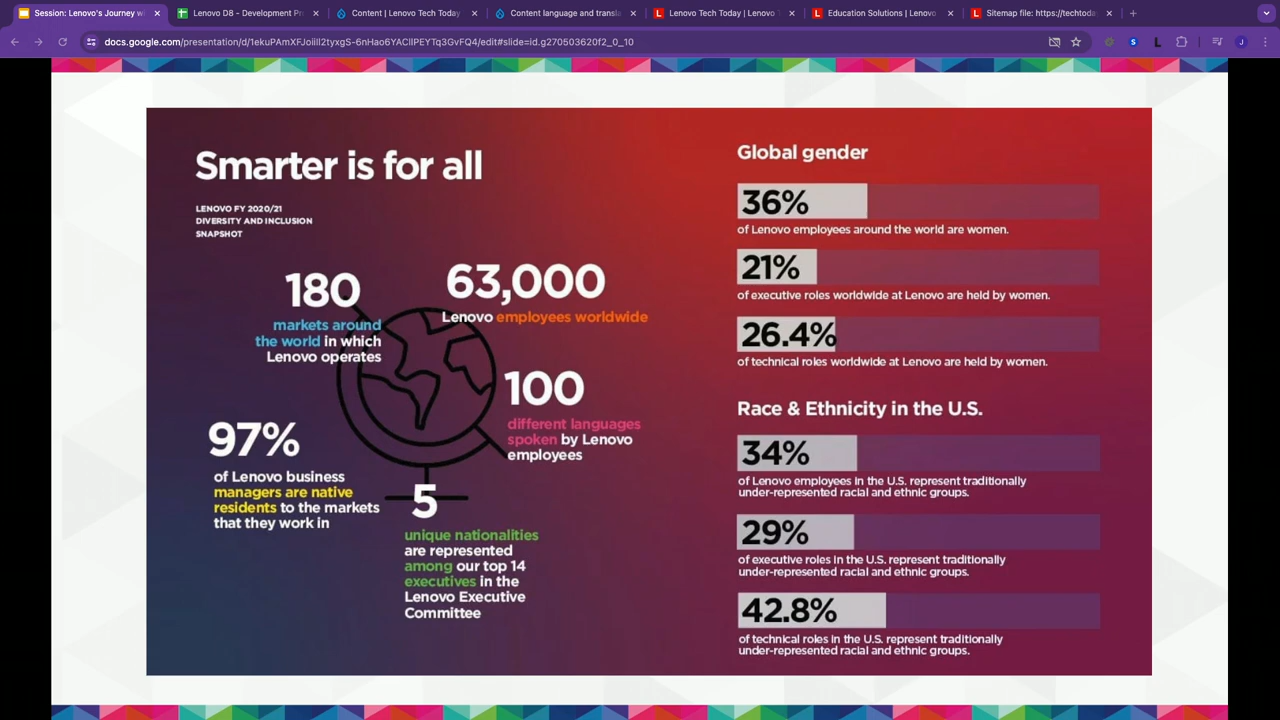 Session: Lenovo's Journey w
Lenovo D8 - Development Pr
Content | Lenovo Tech Today
Content language and transla
Lenovo Tech Today | Lenovo
Education Solutions | Lenovo
Sitemap file: https://techtoda
docs.google.com/presentation/d/1ekuPAmXFJoiiIl2tyxgS-6nHao6YAClIPEYTq3GvFQ4/edit#slide=id.g270503620f2_0_10
Smarter is for all
LENOVO FY 2020/21
DIVERSITY AND INCLUSION
SNAPSHOT
180
markets around
the world in which
Lenovo operates
63,000
Lenovo employees worldwide
100
different languages
spoken by Lenovo
employees
97%
of Lenovo business
managers are native
residents to the markets
that they work in
5
unique nationalities
are represented
among our top 14
executives in the
Lenovo Executive
Committee
Global gender
36%
of Lenovo employees around the world are women.
21%
of executive roles worldwide at Lenovo are held by women.
26.4%
of technical roles worldwide at Lenovo are held by women.
Race & Ethnicity in the U.S.
34%
of Lenovo employees in the U.S. represent traditionally
under-represented racial and ethnic groups.
29%
of executive roles in the U.S. represent traditionally
under-represented racial and ethnic groups.
42.8%
of technical roles in the U.S. represent traditionally
under-represented racial and ethnic groups.